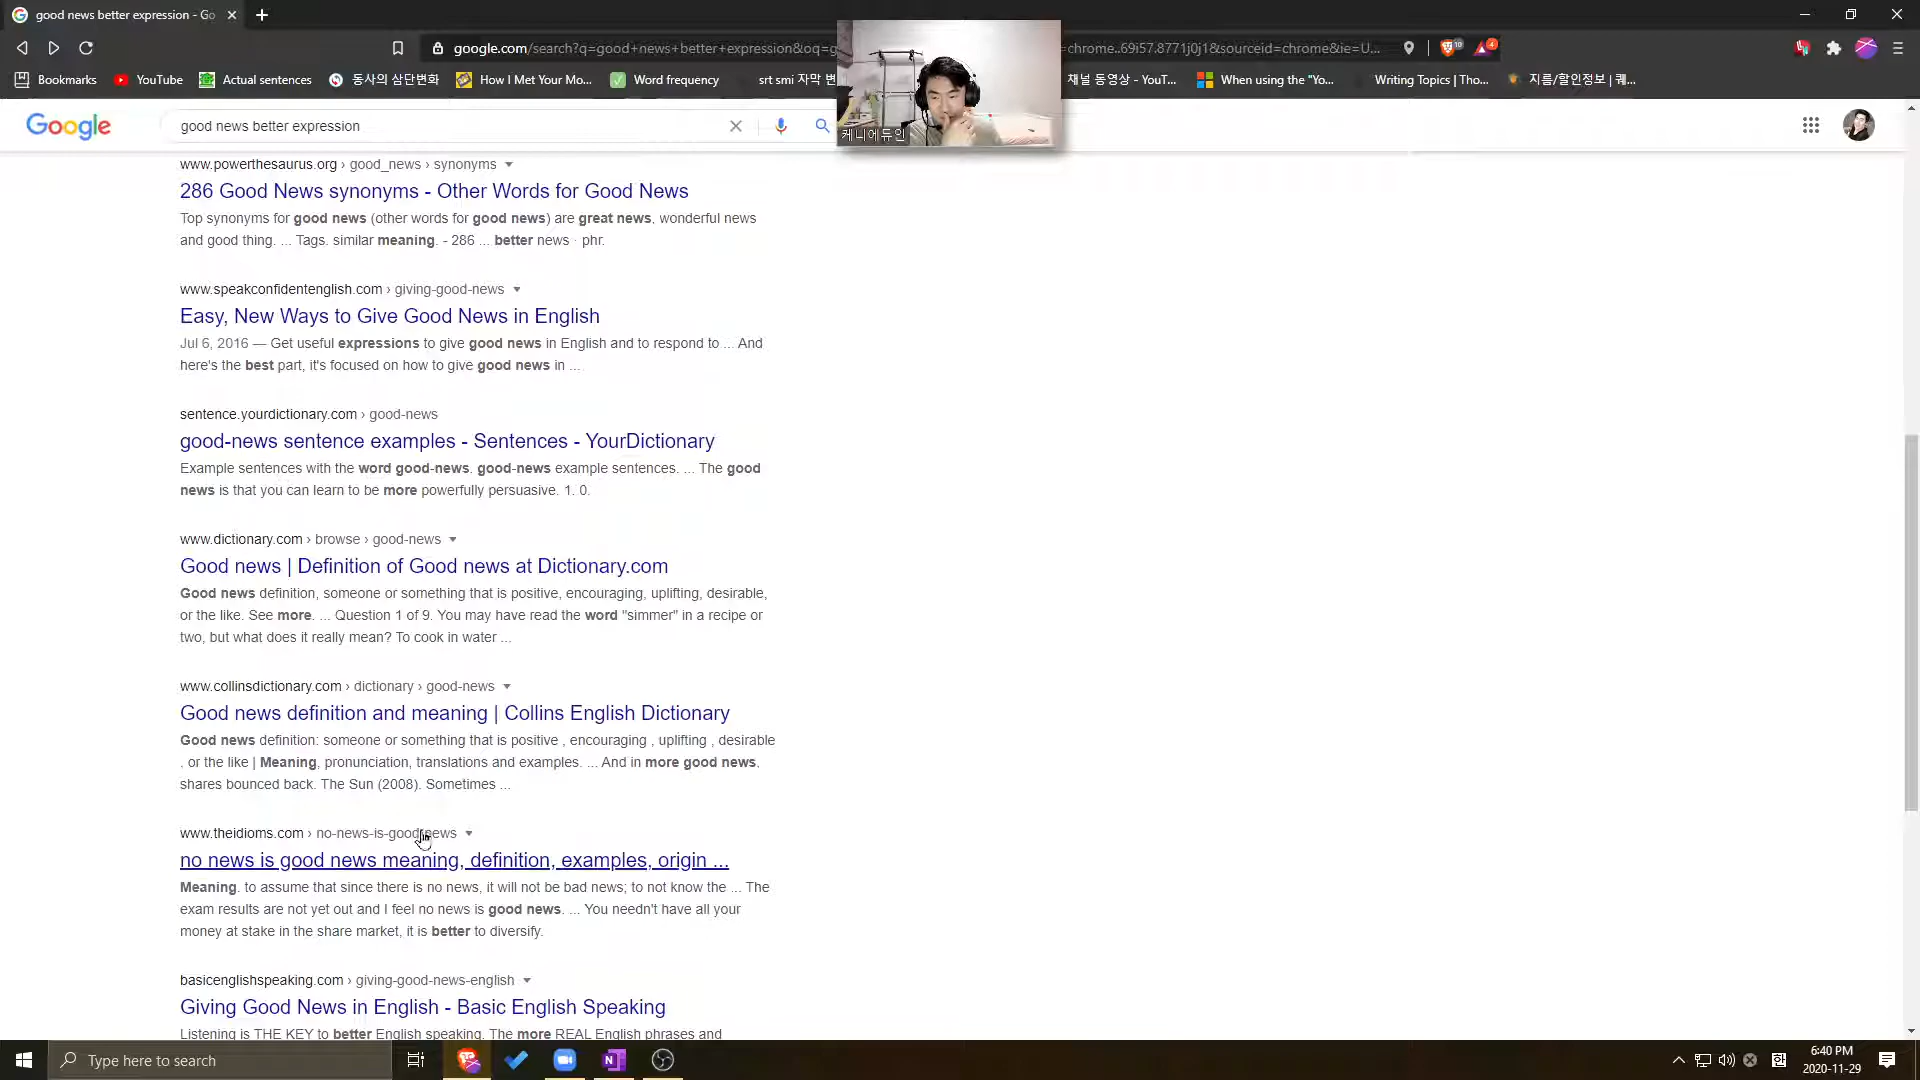 good news better expression - Go
google.com/search?q=good+news+better+expression&oq=g
=chrome..69i57.8771j0j1&sourceid=chrome&ie=U...
10
4
Bookmarks
YouTube
Actual sentences
동사의 삼단변화
How I Met Your Mo...
Word frequency
srt smi 자막 변
채널 동영상 - YouT...
When using the "Yo...
Writing Topics | Tho...
지름/할인정보 | 퀘...
케니에듀인
Google
good news better expression
www.powerthesaurus.org › good_news › synonyms
286 Good News synonyms - Other Words for Good News
Top synonyms for good news (other words for good news) are great news, wonderful news
and good thing. ... Tags. similar meaning. - 286 ... better news · phr.
www.speakconfidentenglish.com › giving-good-news
Easy, New Ways to Give Good News in English
Jul 6, 2016 — Get useful expressions to give good news in English and to respond to ... And
here's the best part, it's focused on how to give good news in ...
sentence.yourdictionary.com › good-news
good-news sentence examples - Sentences - YourDictionary
Example sentences with the word good-news. good-news example sentences. ... The good
news is that you can learn to be more powerfully persuasive. 1. 0.
www.dictionary.com › browse › good-news
Good news | Definition of Good news at Dictionary.com
Good news definition, someone or something that is positive, encouraging, uplifting, desirable,
or the like. See more. ... Question 1 of 9. You may have read the word "simmer" in a recipe or
two, but what does it really mean? To cook in water ...
www.collinsdictionary.com › dictionary › good-news
Good news definition and meaning | Collins English Dictionary
Good news definition: someone or something that is positive , encouraging , uplifting , desirable
, or the like | Meaning, pronunciation, translations and examples. ... And in more good news,
shares bounced back. The Sun (2008). Sometimes ...
www.theidioms.com › no-news-is-good-news
no news is good news meaning, definition, examples, origin ...
Meaning. to assume that since there is no news, it will not be bad news; to not know the ... The
exam results are not yet out and I feel no news is good news. ... You needn't have all your
money at stake in the share market, it is better to diversify.
basicenglishspeaking.com › giving-good-news-english
Giving Good News in English - Basic English Speaking
Listening is THE KEY to better English speaking. The more REAL English phrases and
Type here to search
6:40 PM
2020-11-29